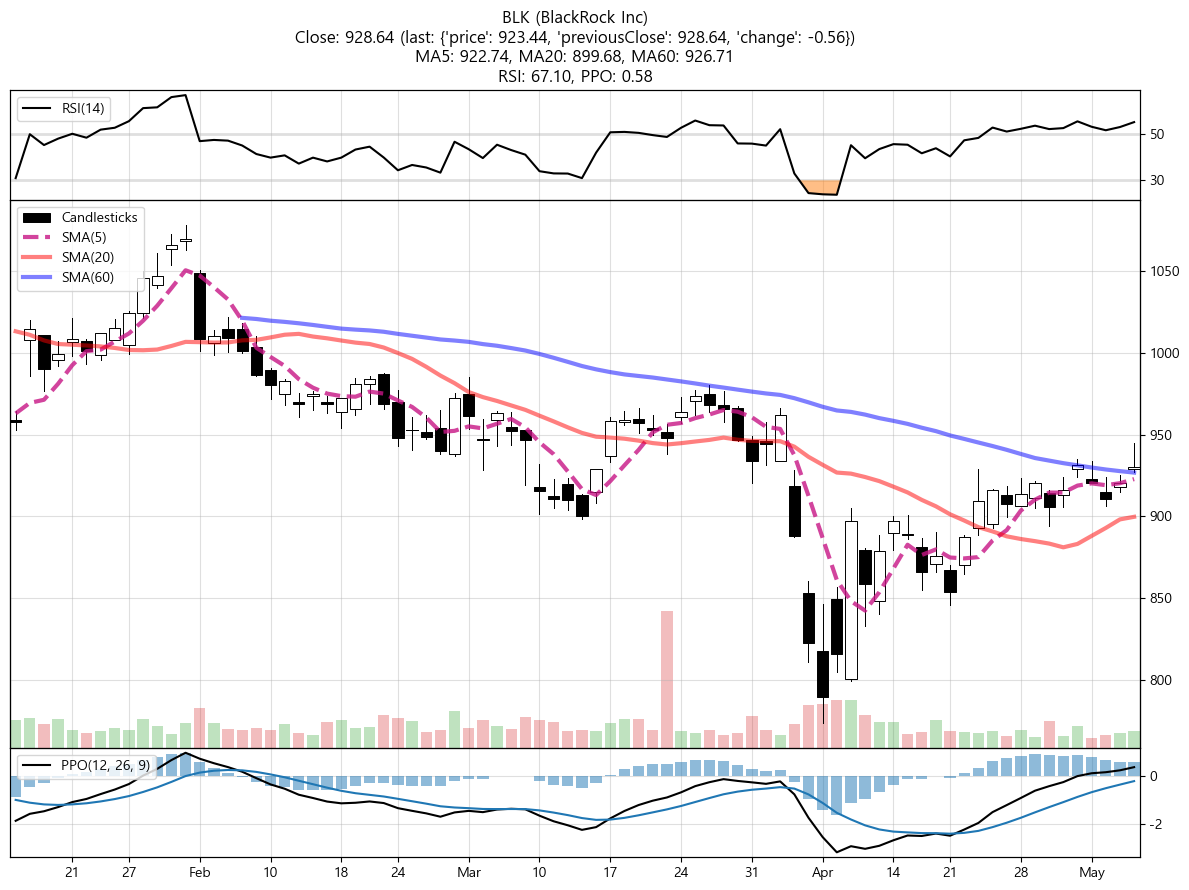 BLK (BlackRock Inc)
Close: 928.64 (last: {'price': 923.44, 'previousClose': 928.64, 'change': -0.56})
MA5: 922.74, MA20: 899.68, MA60: 926.71
RSI: 67.10, PPO: 0.58
RSI(14)
50
30
Candlesticks
SMA(5)
SMA(20)
SMA(60)
1050
1000
950
900
850
800
PPO(12, 26, 9)
0
-2
21 27 Feb 10 18 24 Mar 10 17 24 31 Apr 14 21 28 May